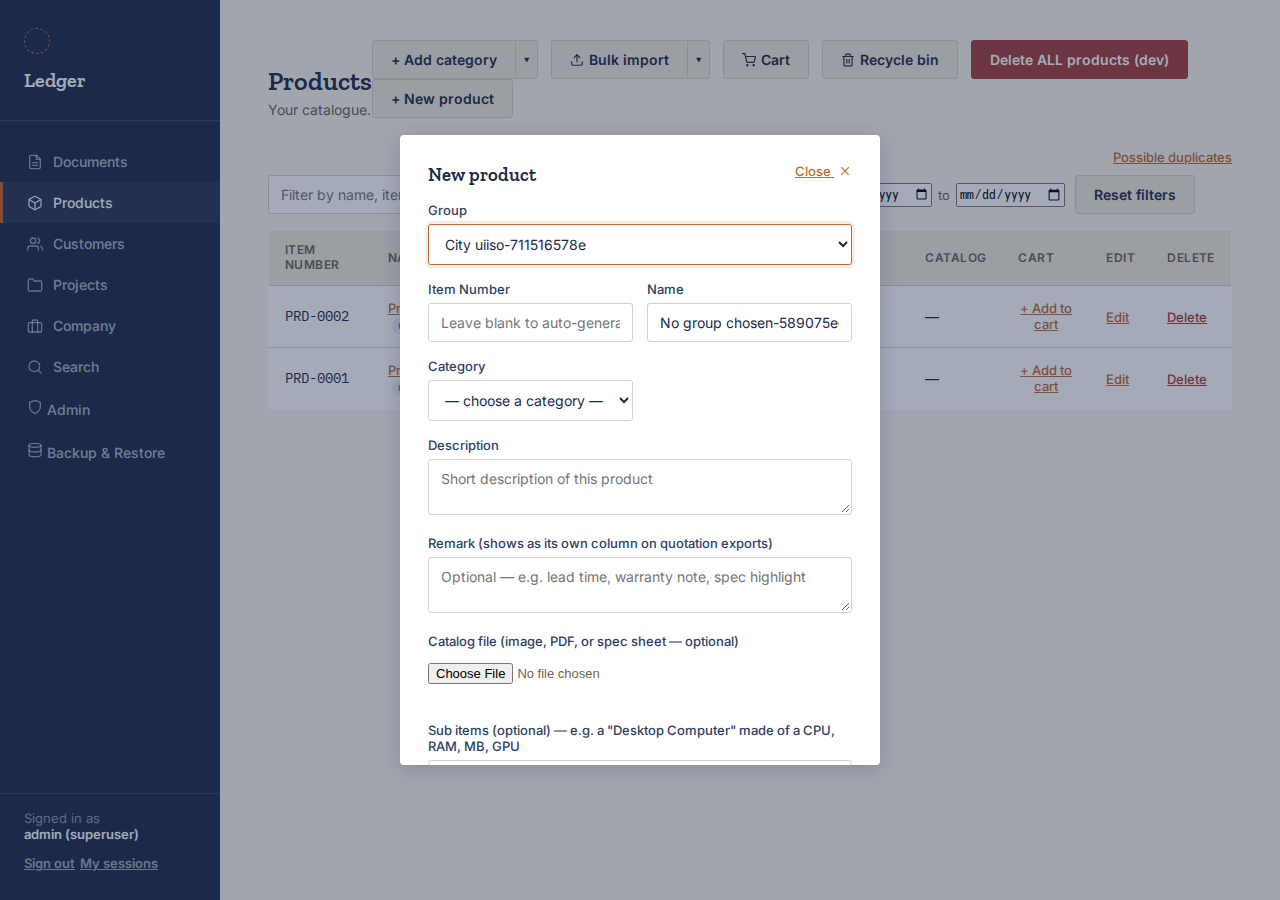 Ledger
Documents
Products
Customers
Projects
Company
Search
Admin
Backup & Restore
Signed in as
admin (superuser)
Sign out My sessions
Products
Your catalogue.
+ Add category ▾
Bulk import ▾
Cart
Recycle bin
Delete ALL products (dev)
+ New product
Possible duplicates
Filter by name, iter
yyy to mm/dd/yyyy Reset filters
ITEM NUMBER CATALOG CART EDIT DELETE
PRD-0002 — + Add to cart Edit Delete
PRD-0001 — + Add to cart Edit Delete
New product
Close ×
Group
City uiiso-711516578e
Item Number Name
Leave blank to auto-genera No group chosen-589075e
Category
— choose a category —
Description
Short description of this product
Remark (shows as its own column on quotation exports)
Optional — e.g. lead time, warranty note, spec highlight
Catalog file (image, PDF, or spec sheet — optional)
Choose File No file chosen
Sub items (optional) — e.g. a "Desktop Computer" made of a CPU,
RAM, MB, GPU